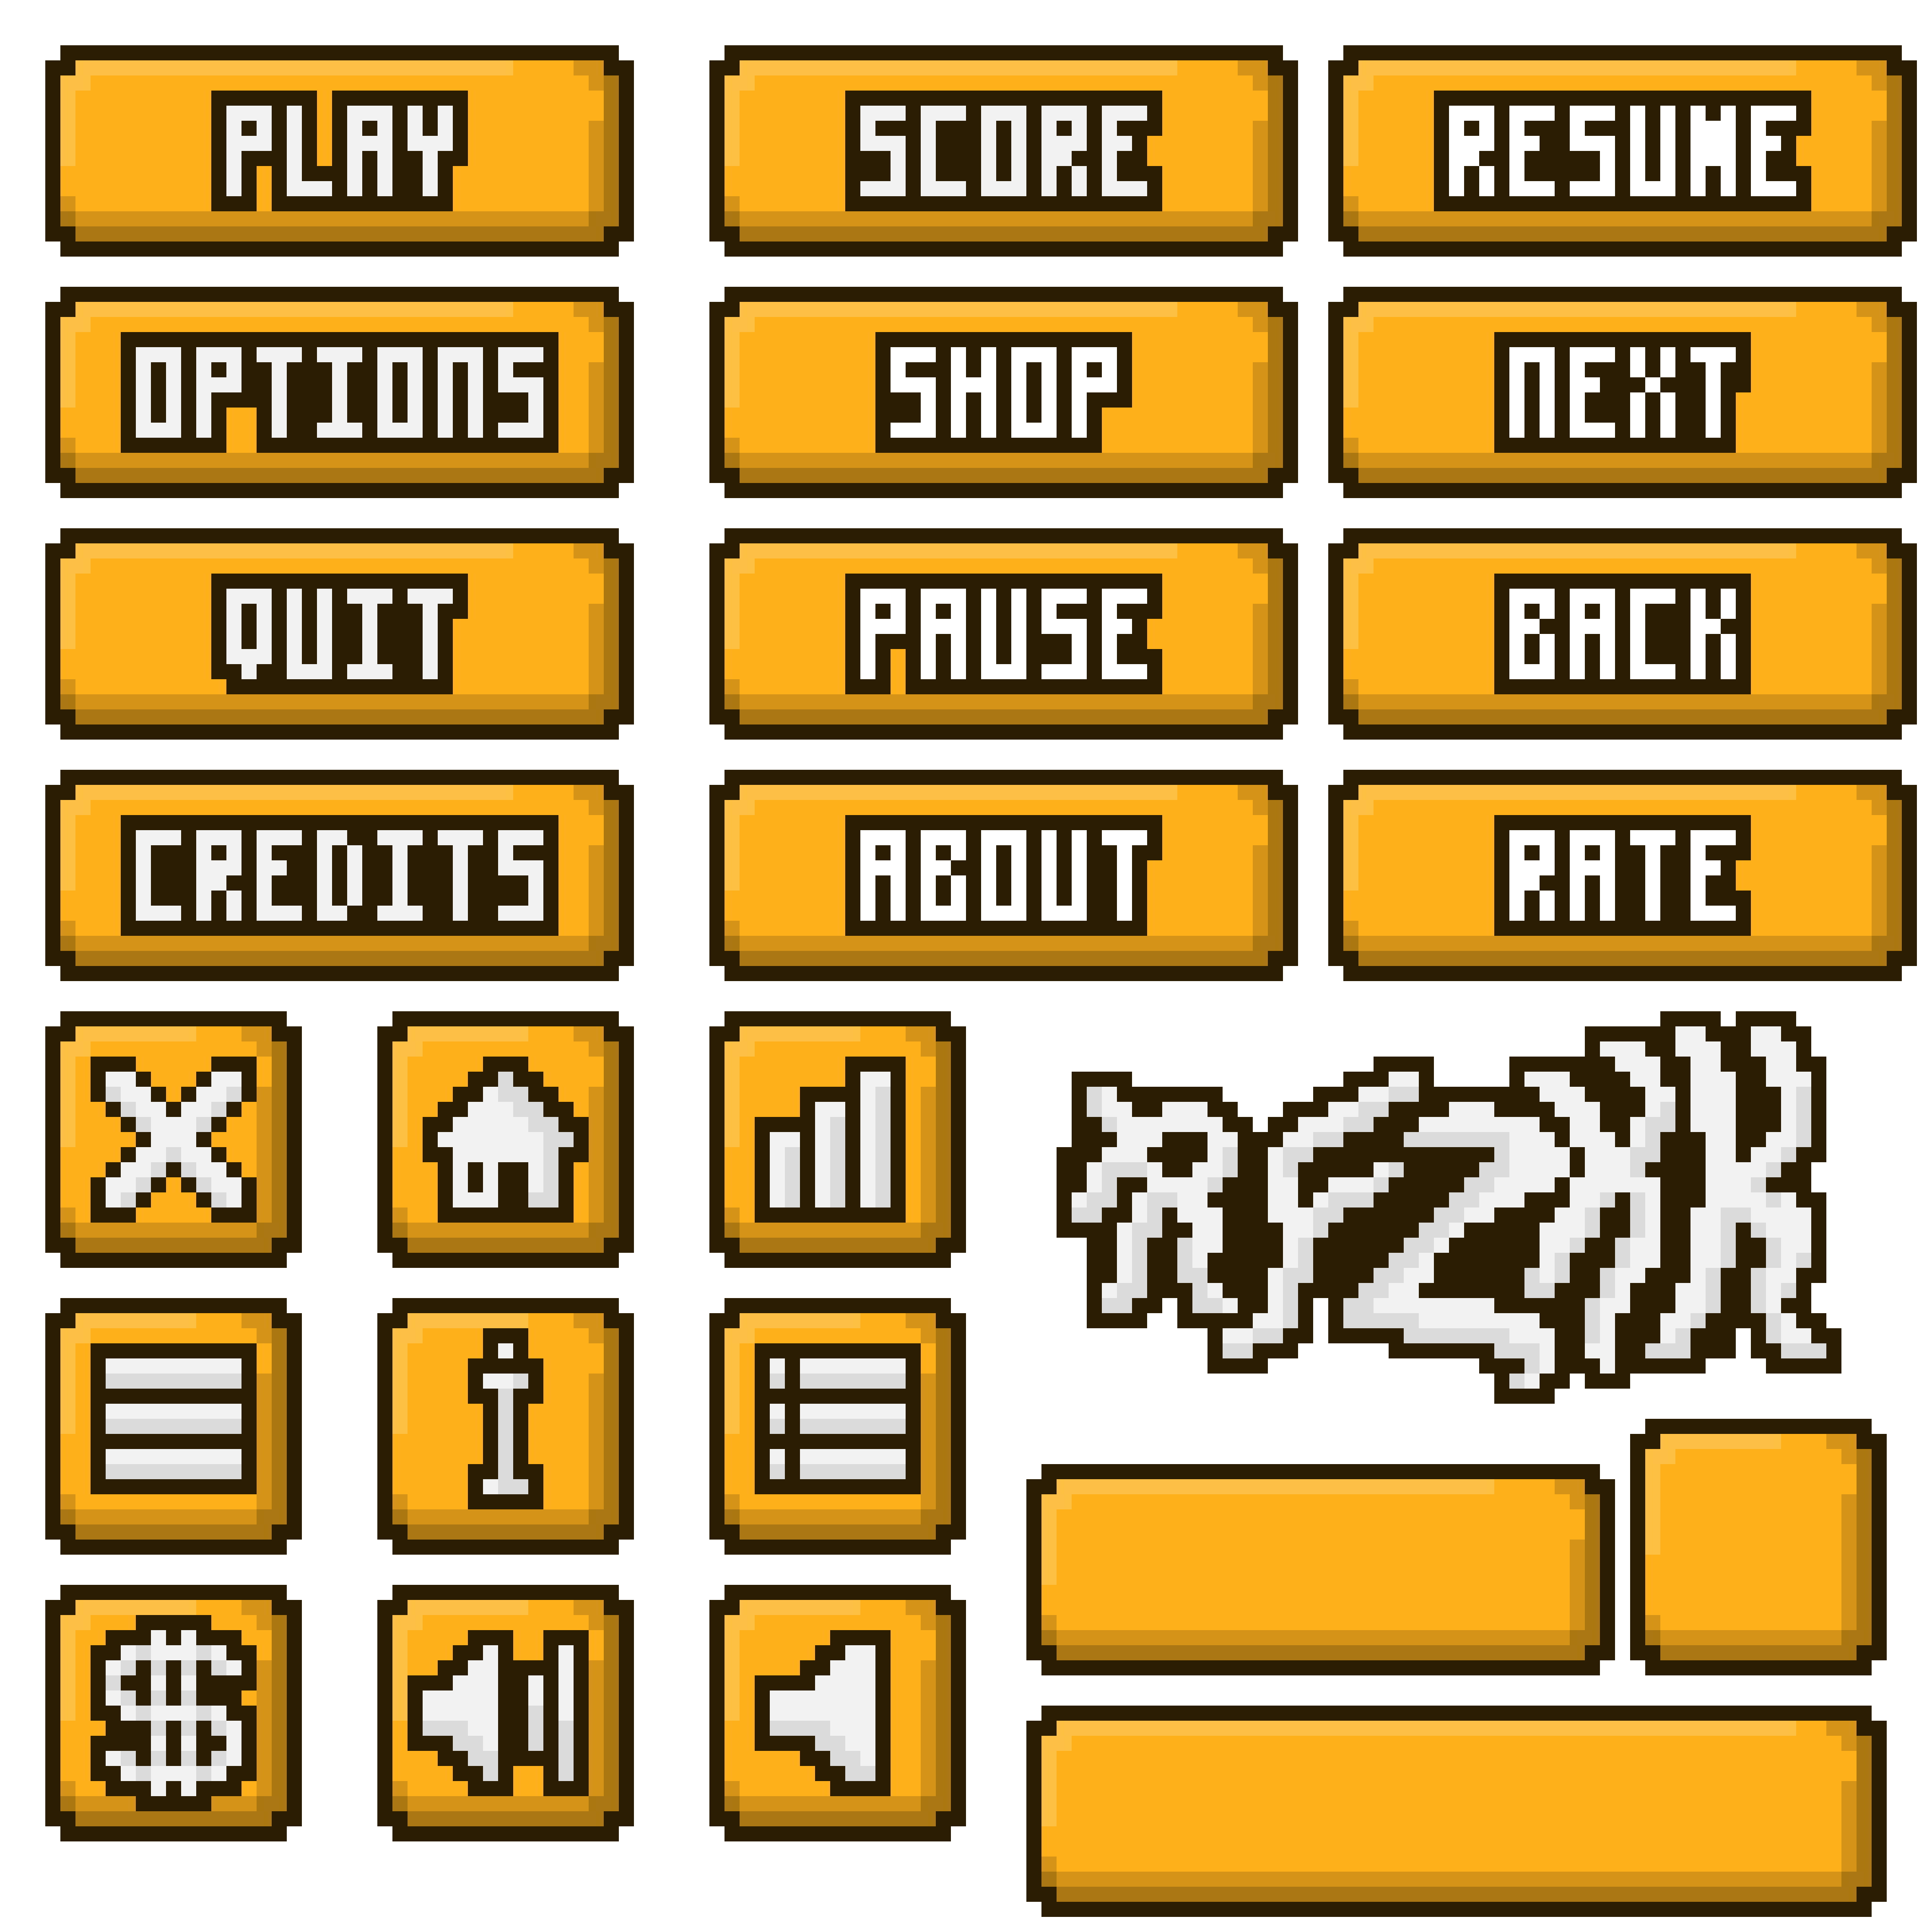 PLAY SCORE RESUME
OPTIONS SHOP NEXT
QUIT PAUSE BACK
CREDITS ABOUT RATE
X
I
$